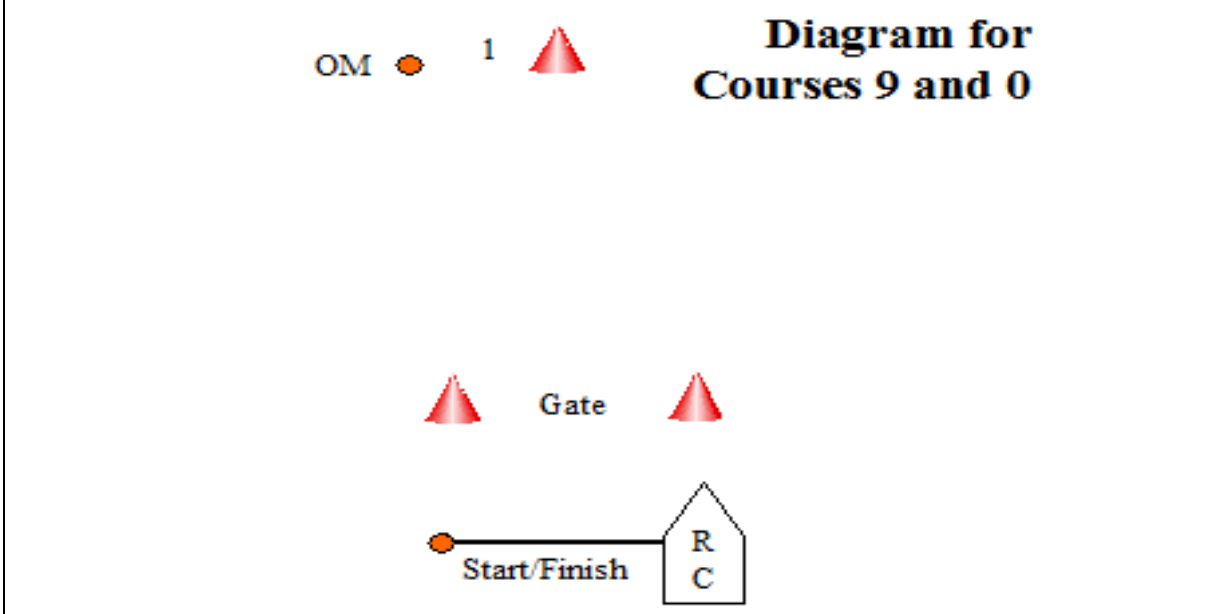 Diagram for
Courses 9 and 0
OM
1
Gate
Start/Finish
R
C